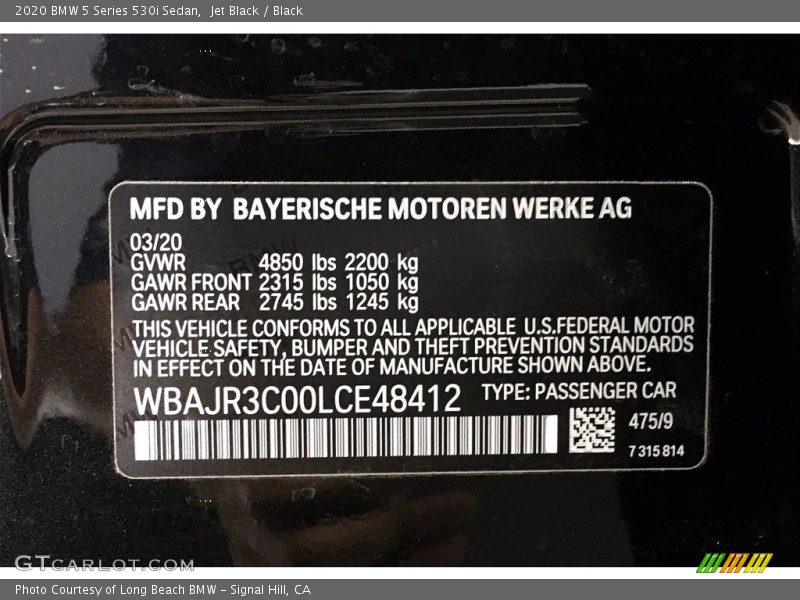 2020 BMW 5 Series 530i Sedan, Jet Black / Black
MFD BY BAYERISCHE MOTOREN WERKE AG
03/20
GVWR 4850 lbs 2200 kg
GAWR FRONT 2315 lbs 1050 kg
GAWR REAR 2745 lbs 1245 kg
THIS VEHICLE CONFORMS TO ALL APPLICABLE U.S.FEDERAL MOTOR
VEHICLE SAFETY, BUMPER AND THEFT PREVENTION STANDARDS
IN EFFECT ON THE DATE OF MANUFACTURE SHOWN ABOVE.
WBAJR3C00LCE48412 TYPE: PASSENGER CAR
475/9
7 315 814
GTCARLOT.COM
Photo Courtesy of Long Beach BMW - Signal Hill, CA